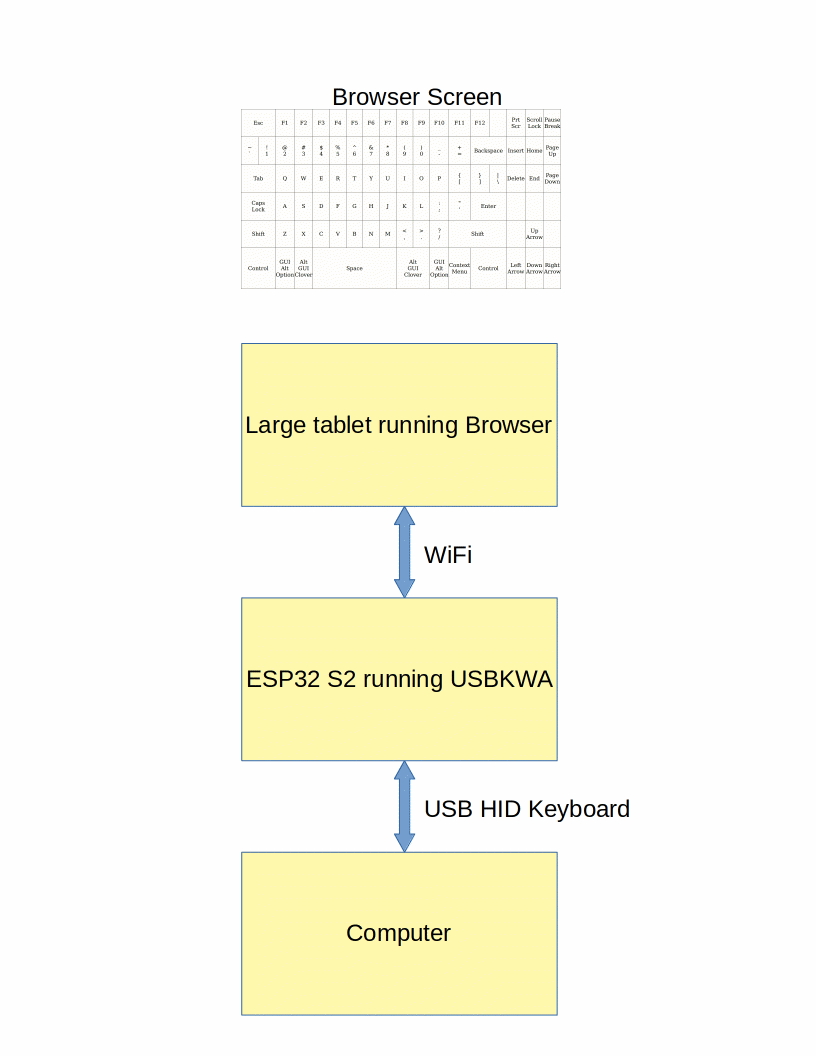 Browser Screen
Esc F1 F2 F3 F4 F5 F6 F7 F8 F9 F10 F11 F12 Prt Scr Scroll Lock Pause Break
~ ` ! 1 @ 2 # 3 $ 4 % 5 ^ 6 & 7 * 8 ( 9 ) 0 _ - + = Backspace Insert Home Page Up
Tab Q W E R T Y U I O P { [ } ] | \ Delete End Page Down
Caps Lock A S D F G H J K L : ; " ' Enter
Shift Z X C V B N M < , > . ? / Shift Up Arrow
Control GUI Alt Option Alt GUI Clover Space Alt GUI Clover GUI Alt Option Context Menu Control Left Arrow Down Arrow Right Arrow
Large tablet running Browser
WiFi
ESP32 S2 running USBKWA
USB HID Keyboard
Computer